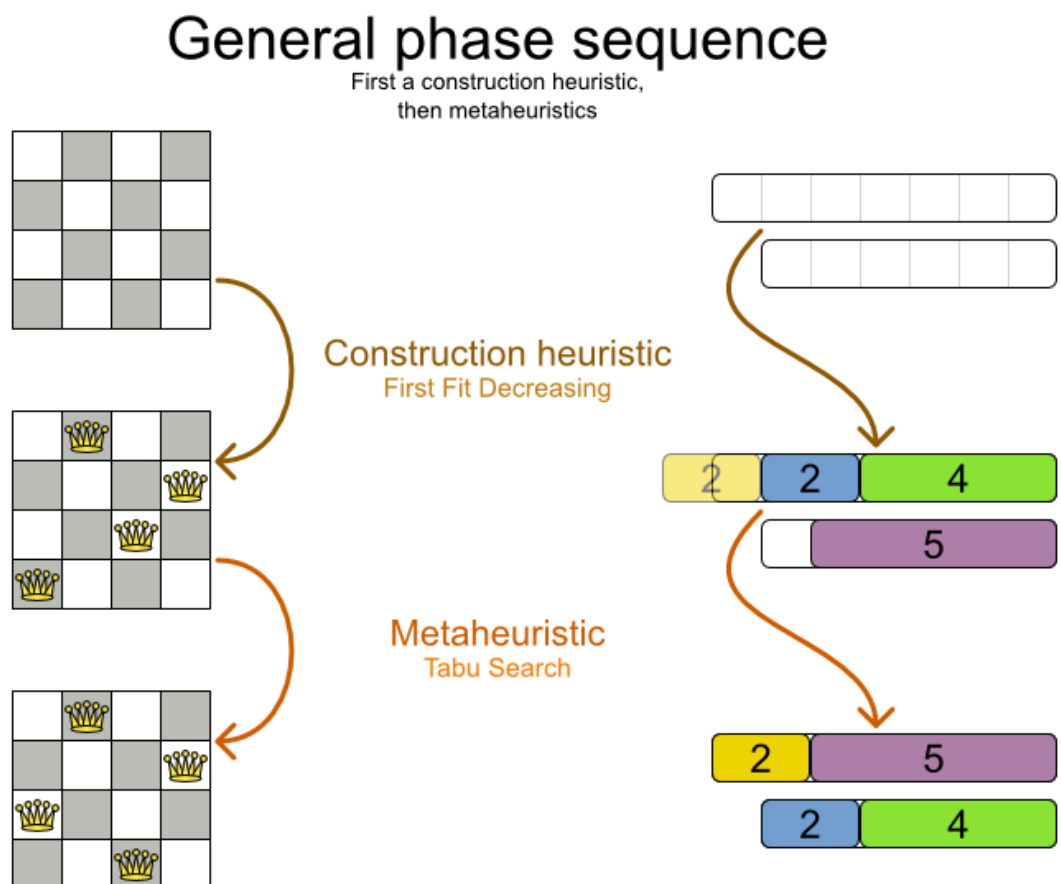 General phase sequence
First a construction heuristic,
then metaheuristics
Construction heuristic
First Fit Decreasing
2 2 4
5
Metaheuristic
Tabu Search
2 5
2 4